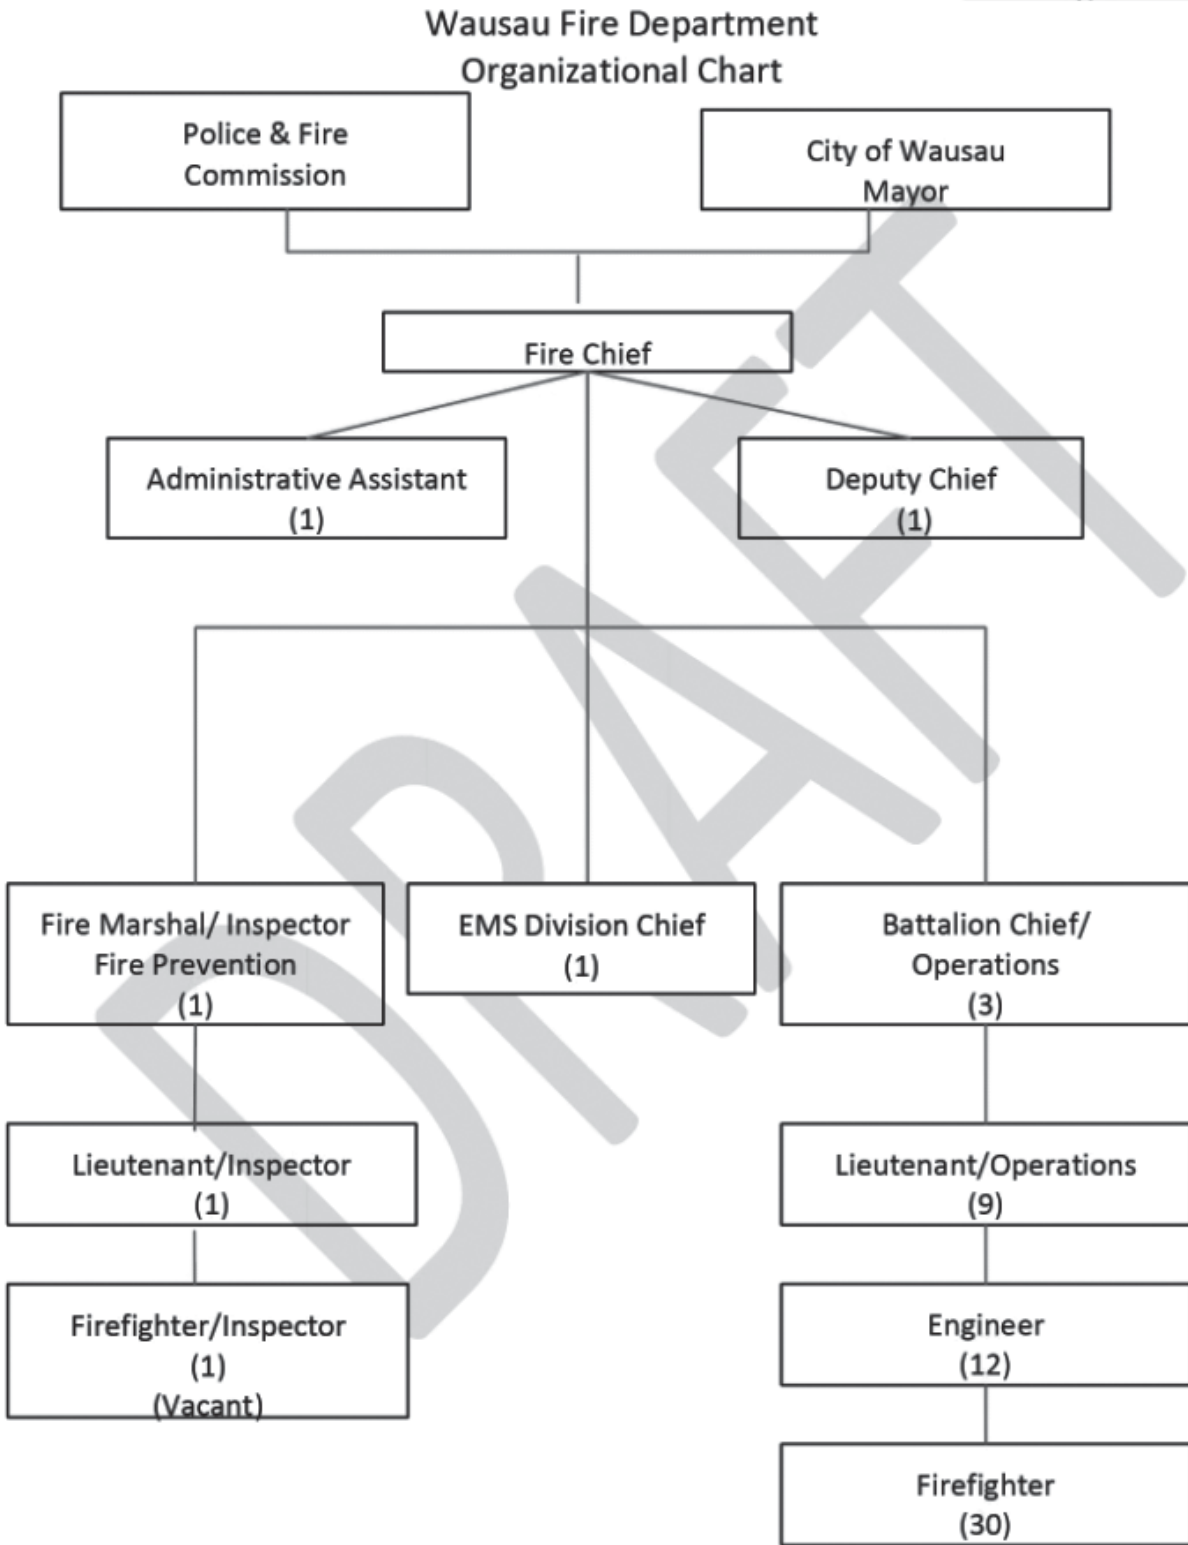 Wausau Fire Department
Organizational Chart
Police & Fire
Commission
City of Wausau
Mayor
Fire Chief
Administrative Assistant
(1)
Deputy Chief
(1)
Fire Marshal/ Inspector
Fire Prevention
(1)
EMS Division Chief
(1)
Battalion Chief/
Operations
(3)
Lieutenant/Inspector
(1)
Lieutenant/Operations
(9)
Firefighter/Inspector
(1)
(Vacant)
Engineer
(12)
Firefighter
(30)
DRAFT